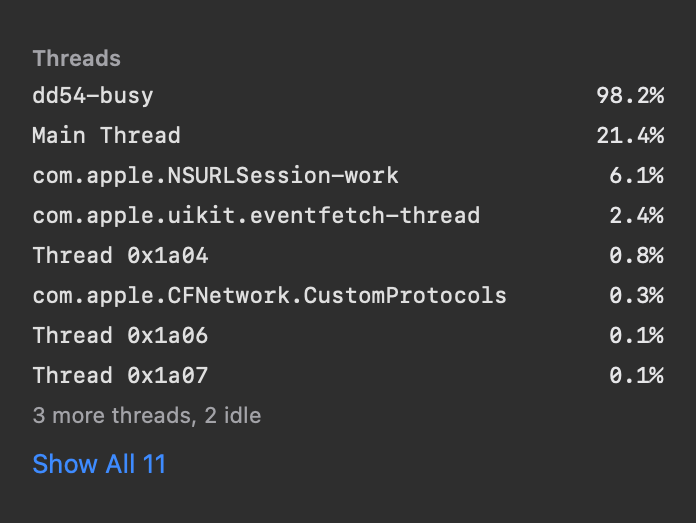 Threads
dd54-busy 98.2%
Main Thread 21.4%
com.apple.NSURLSession-work 6.1%
com.apple.uikit.eventfetch-thread 2.4%
Thread 0x1a04 0.8%
com.apple.CFNetwork.CustomProtocols 0.3%
Thread 0x1a06 0.1%
Thread 0x1a07 0.1%
3 more threads, 2 idle
Show All 11